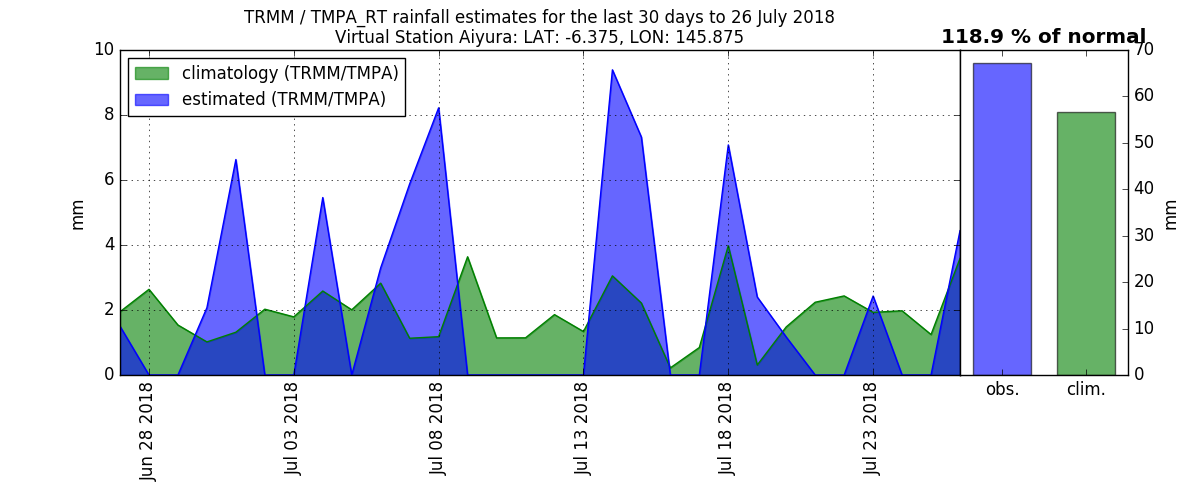 TRMM / TMPA_RT rainfall estimates for the last 30 days to 26 July 2018
Virtual Station Aiyura: LAT: -6.375, LON: 145.875
118.9 % of normal
climatology (TRMM/TMPA)
estimated (TRMM/TMPA)
10
8
6
4
2
0
mm
Jun 28 2018
Jul 03 2018
Jul 08 2018
Jul 13 2018
Jul 18 2018
Jul 23 2018
70
60
50
40
30
20
10
0
mm
obs.
clim.